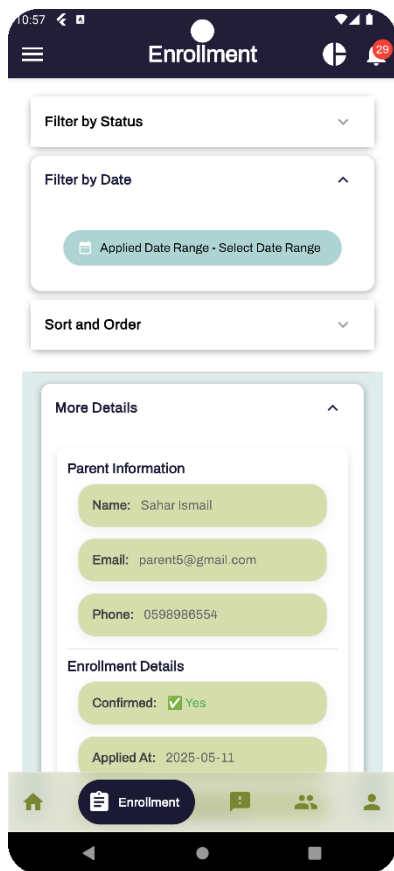 10:57
Enrollment
29
Filter by Status
Filter by Date
Applied Date Range - Select Date Range
Sort and Order
More Details
Parent Information
Name: Sahar Ismail
Email: parent5@gmail.com
Phone: 0598986554
Enrollment Details
Confirmed: ✅ Yes
Applied At: 2025-05-11
Enrollment